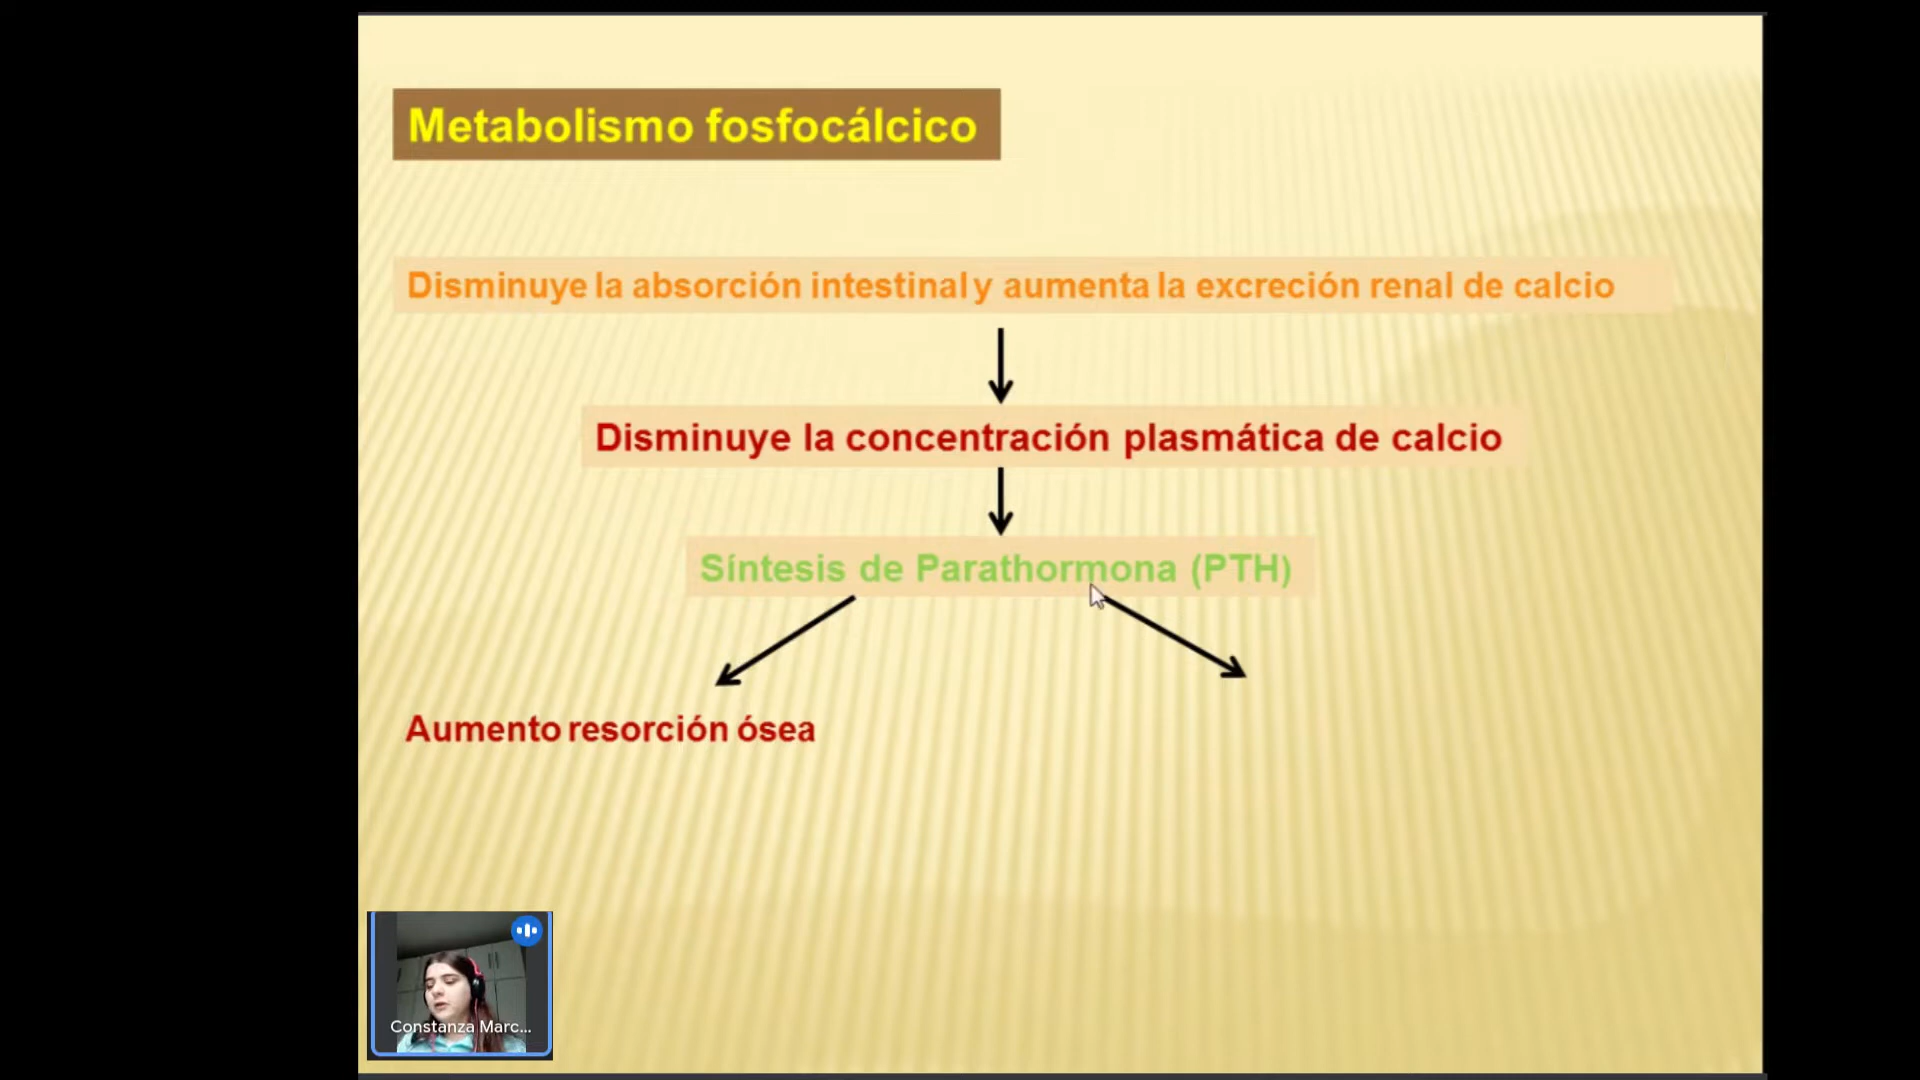 Metabolismo fosfocálcico
Disminuye la absorción intestinal y aumenta la excreción renal de calcio
Disminuye la concentración plasmática de calcio
Síntesis de Parathormona (PTH)
Aumento resorción ósea
Constanza Marc...